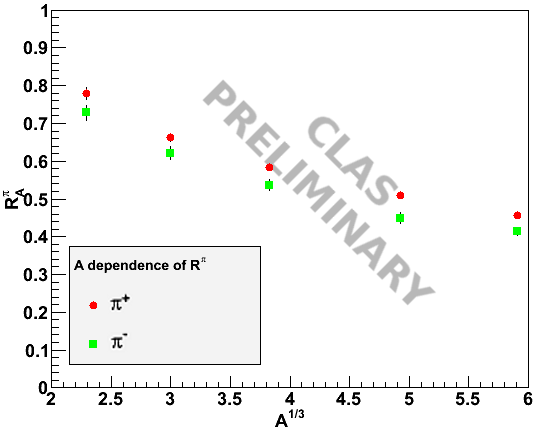 1
0.9
0.8
0.7
0.6
0.5
0.4
0.3
0.2
0.1
0
R_A^π
CLAS
PRELIMINARY
A dependence of R^π
π^+
π^-
2 2.5 3 3.5 4 4.5 5 5.5 6
A^{1/3}